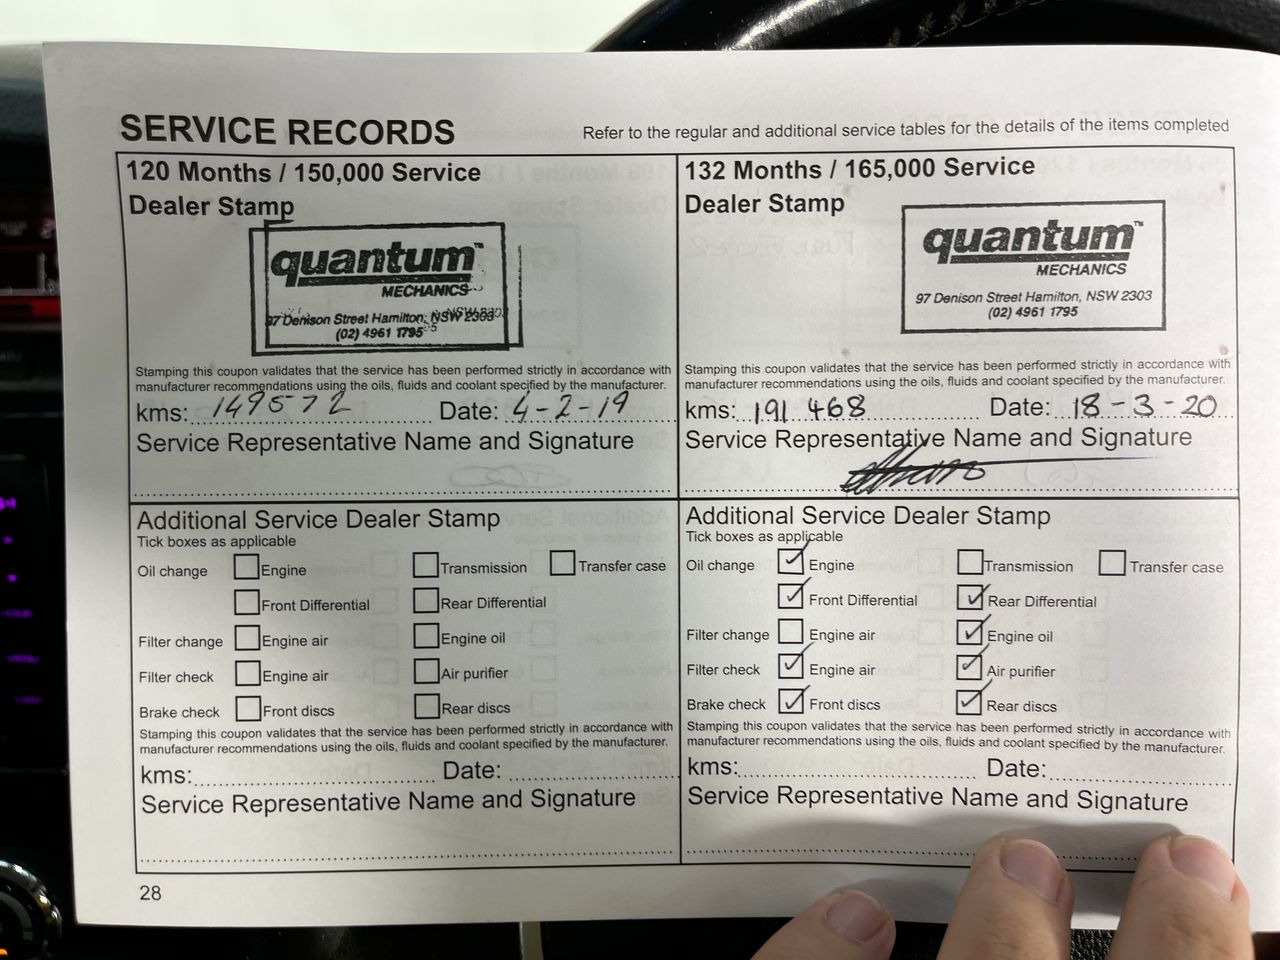 SERVICE RECORDS
Refer to the regular and additional service tables for the details of the items completed
120 Months / 150,000 Service
Dealer Stamp
quantum™
MECHANICS
97 Denison Street Hamilton, NSW 2303
(02) 4961 1795
Stamping this coupon validates that the service has been performed strictly in accordance with
manufacturer recommendations using the oils, fluids and coolant specified by the manufacturer.
kms: 149572 Date: 4-2-19
Service Representative Name and Signature
Additional Service Dealer Stamp
Tick boxes as applicable
Oil change Engine Transmission Transfer case
Front Differential Rear Differential
Filter change Engine air Engine oil
Filter check Engine air Air purifier
Brake check Front discs Rear discs
Stamping this coupon validates that the service has been performed strictly in accordance with
manufacturer recommendations using the oils, fluids and coolant specified by the manufacturer.
kms: Date:
Service Representative Name and Signature
132 Months / 165,000 Service
Dealer Stamp
quantum™
MECHANICS
97 Denison Street Hamilton, NSW 2303
(02) 4961 1795
Stamping this coupon validates that the service has been performed strictly in accordance with
manufacturer recommendations using the oils, fluids and coolant specified by the manufacturer.
kms: 191 468 Date: 18-3-20
Service Representative Name and Signature
Additional Service Dealer Stamp
Tick boxes as applicable
Oil change ✓ Engine Transmission Transfer case
✓ Front Differential ✓ Rear Differential
Filter change Engine air ✓ Engine oil
Filter check ✓ Engine air ✓ Air purifier
Brake check ✓ Front discs ✓ Rear discs
Stamping this coupon validates that the service has been performed strictly in accordance with
manufacturer recommendations using the oils, fluids and coolant specified by the manufacturer.
kms: Date:
Service Representative Name and Signature
28